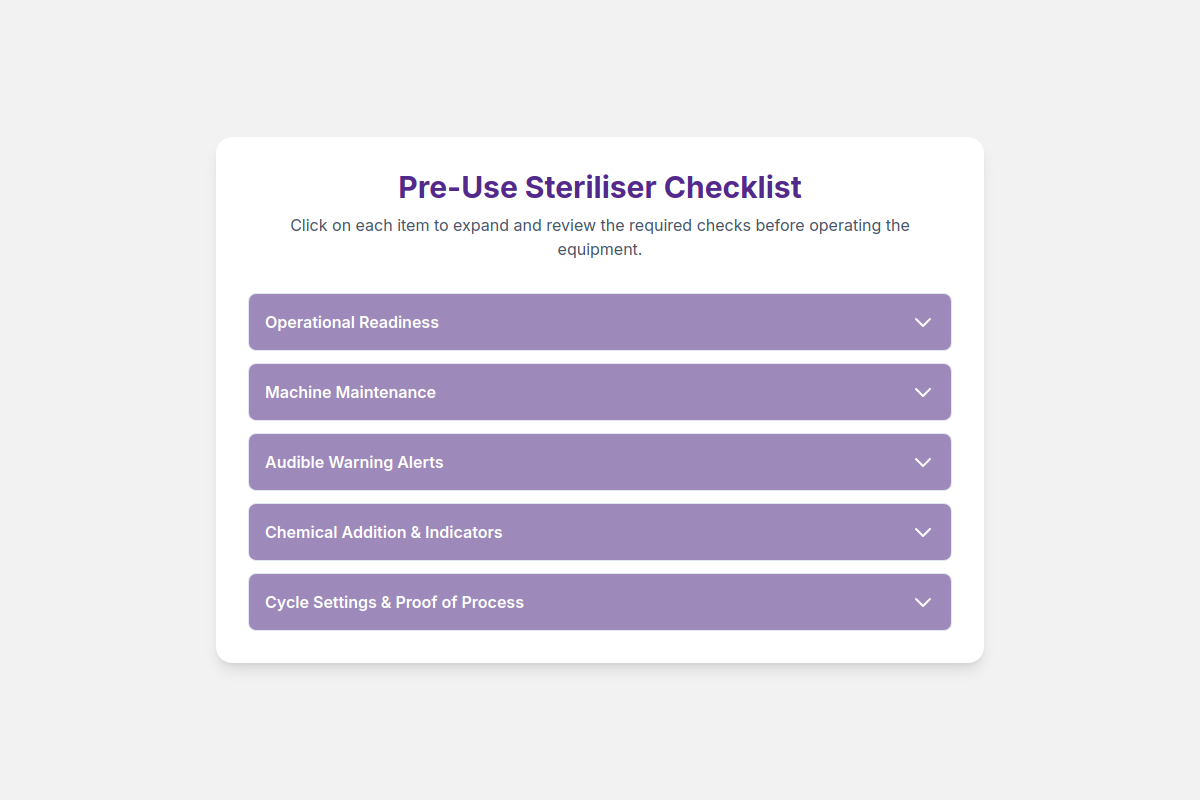 Pre-Use Steriliser Checklist
Click on each item to expand and review the required checks before operating the
equipment.
Operational Readiness
Machine Maintenance
Audible Warning Alerts
Chemical Addition & Indicators
Cycle Settings & Proof of Process